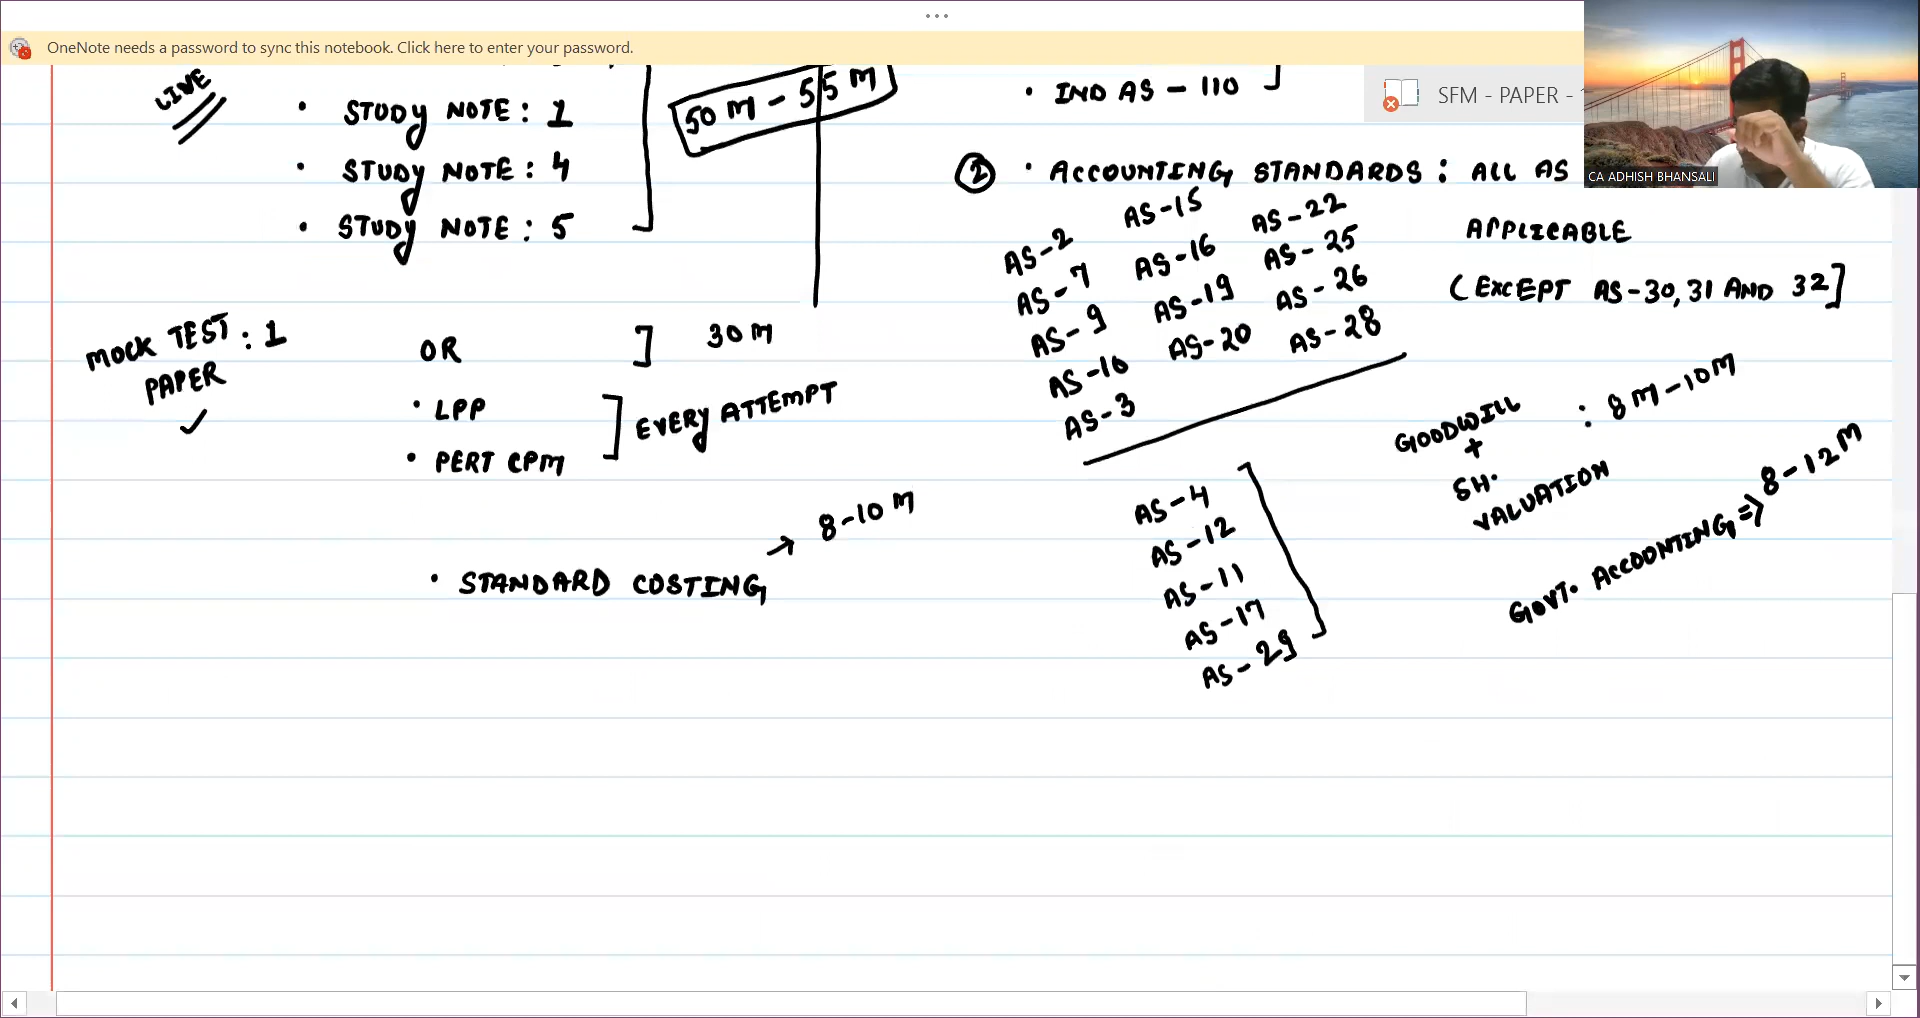 OneNote needs a password to sync this notebook. Click here to enter your password.
SFM - PAPER -
CA ADHISH BHANSALI
LIVE
• STUDY NOTE : 1
• STUDY NOTE : 4
• STUDY NOTE : 5
50 M - 55 M
MOCK TEST : 1
PAPER
OR
] 30 M
• LPP
• PERT CPM
] EVERY ATTEMPT
• STANDARD COSTING
→ 8-10 M
• IND AS - 110
② • ACCOUNTING STANDARDS : ALL AS
APPLICABLE
(EXCEPT AS-30, 31 AND 32]
AS-2
AS-7
AS-9
AS-10
AS-3
AS-15
AS-16
AS-19
AS-20
AS-22
AS-25
AS-26
AS-28
AS-4
AS-12
AS-11
AS-17
AS-29
GOODWILL
+
SH.
VALUATION
: 8M-10M
GOVT. ACCOONTING => 8-12M